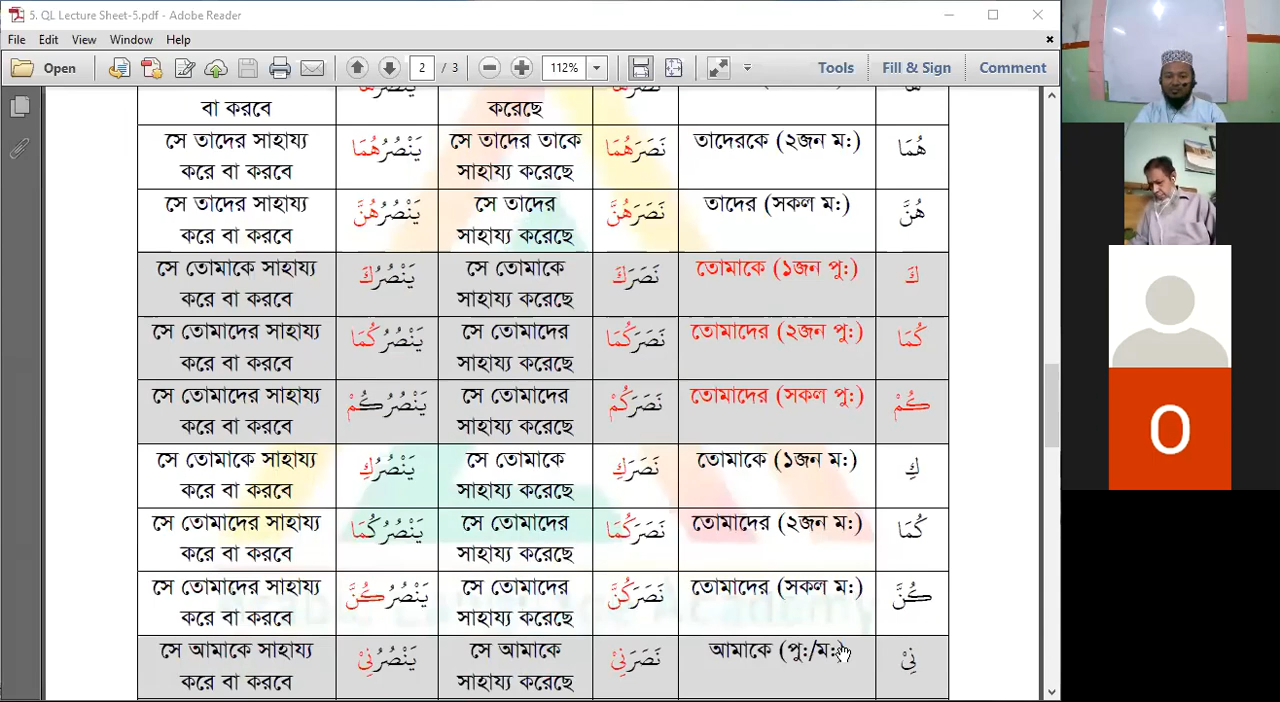 5. QL Lecture Sheet-5.pdf - Adobe Reader
File Edit View Window Help
Open 2 / 3 112% Tools Fill & Sign Comment
বা করবে করেছে
هُمَا তাদেরকে (২জন ম:) نَصَرَهُمَا সে তাদের তাকে يَنْصُرُهُمَا সে তাদের সাহায্য
সাহায্য করেছে করে বা করবে
هُنَّ তাদের (সকল ম:) نَصَرَهُنَّ সে তাদের يَنْصُرُهُنَّ সে তাদের সাহায্য
সাহায্য করেছে করে বা করবে
كَ তোমাকে (১জন পু:) نَصَرَكَ সে তোমাকে يَنْصُرُكَ সে তোমাকে সাহায্য
সাহায্য করেছে করে বা করবে
كُمَا তোমাদের (২জন পু:) نَصَرَكُمَا সে তোমাদের يَنْصُرُكُمَا সে তোমাদের সাহায্য
সাহায্য করেছে করে বা করবে
كُمْ তোমাদের (সকল পু:) نَصَرَكُمْ সে তোমাদের يَنْصُرُكُمْ সে তোমাদের সাহায্য
সাহায্য করেছে করে বা করবে
كِ তোমাকে (১জন ম:) نَصَرَكِ সে তোমাকে يَنْصُرُكِ সে তোমাকে সাহায্য
সাহায্য করেছে করে বা করবে
كُمَا তোমাদের (২জন ম:) نَصَرَكُمَا সে তোমাদের يَنْصُرُكُمَا সে তোমাদের সাহায্য
সাহায্য করেছে করে বা করবে
كُنَّ তোমাদের (সকল ম:) نَصَرَكُنَّ সে তোমাদের يَنْصُرُكُنَّ সে তোমাদের সাহায্য
সাহায্য করেছে করে বা করবে
نِيْ আমাকে (পু:/ম:) نَصَرَنِيْ সে আমাকে يَنْصُرُنِيْ সে আমাকে সাহায্য
সাহায্য করেছে করে বা করবে
O